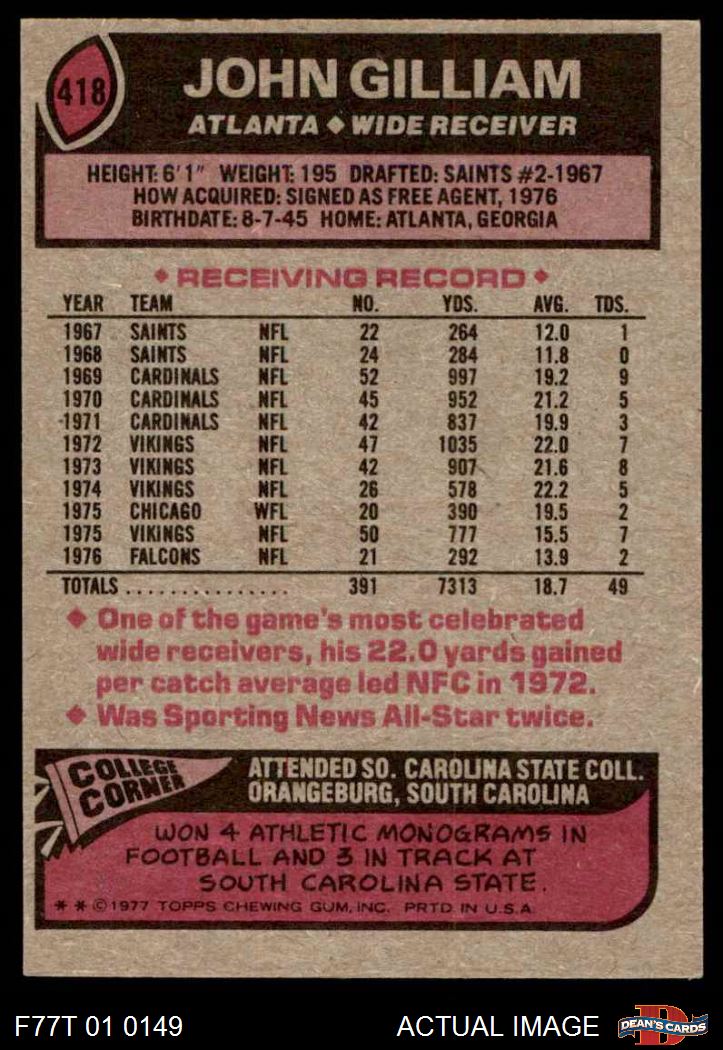 418
JOHN GILLIAM
ATLANTA ◆ WIDE RECEIVER
HEIGHT: 6'1" WEIGHT: 195 DRAFTED: SAINTS #2-1967
HOW ACQUIRED: SIGNED AS FREE AGENT, 1976
BIRTHDATE: 8-7-45 HOME: ATLANTA, GEORGIA
◆ RECEIVING RECORD ◆
YEAR TEAM NO. YDS. AVG. TDS.
1967 SAINTS NFL 22 264 12.0 1
1968 SAINTS NFL 24 284 11.8 0
1969 CARDINALS NFL 52 997 19.2 9
1970 CARDINALS NFL 45 952 21.2 5
1971 CARDINALS NFL 42 837 19.9 3
1972 VIKINGS NFL 47 1035 22.0 7
1973 VIKINGS NFL 42 907 21.6 8
1974 VIKINGS NFL 26 578 22.2 5
1975 CHICAGO WFL 20 390 19.5 2
1975 VIKINGS NFL 50 777 15.5 7
1976 FALCONS NFL 21 292 13.9 2
TOTALS ................ 391 7313 18.7 49
◆ One of the game's most celebrated
wide receivers, his 22.0 yards gained
per catch average led NFC in 1972.
◆ Was Sporting News All-Star twice.
COLLEGE
CORNER
ATTENDED SO. CAROLINA STATE COLL.
ORANGEBURG, SOUTH CAROLINA
WON 4 ATHLETIC MONOGRAMS IN
FOOTBALL AND 3 IN TRACK AT
SOUTH CAROLINA STATE.
* * ©1977 TOPPS CHEWING GUM, INC. PRTD. IN U.S.A.
F77T 01 0149
ACTUAL IMAGE
D
DEAN'S CARDS